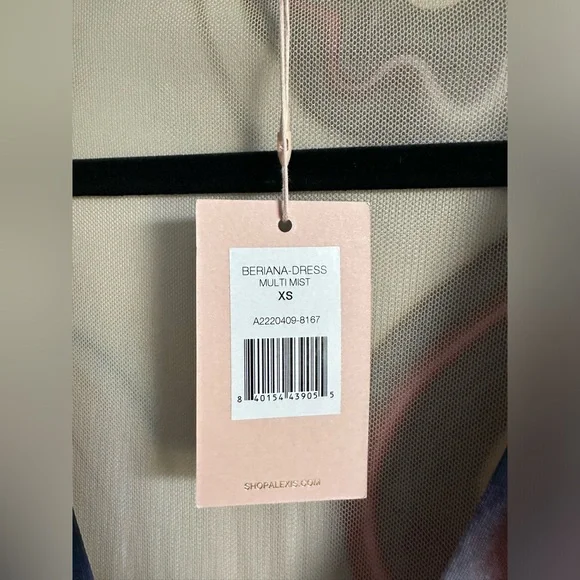 BERIANA-DRESS
MULTI MIST
XS
A2220409-8167
8 40154 43905 5
SHOPALEXIS.COM